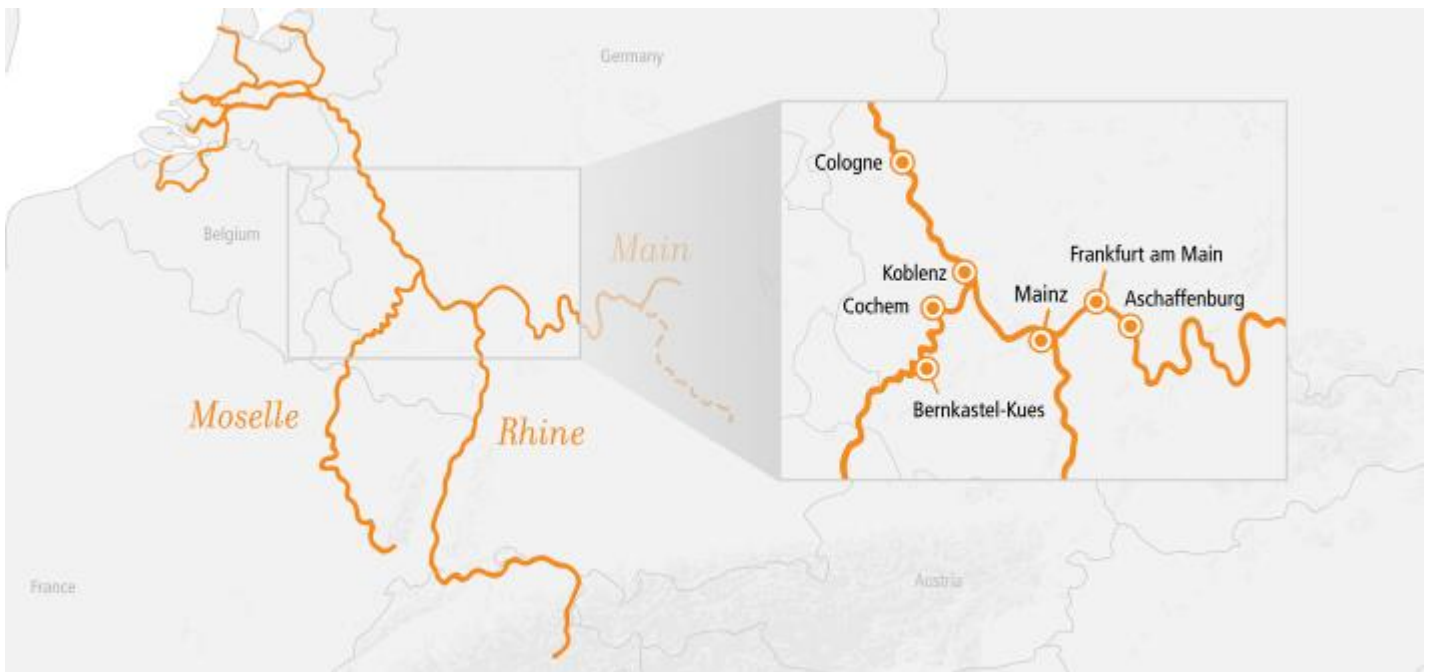 Germany
Cologne
Belgium
Main
Frankfurt am Main
Koblenz
Mainz
Aschaffenburg
Cochem
Moselle
Rhine
Bernkastel-Kues
France
Austria